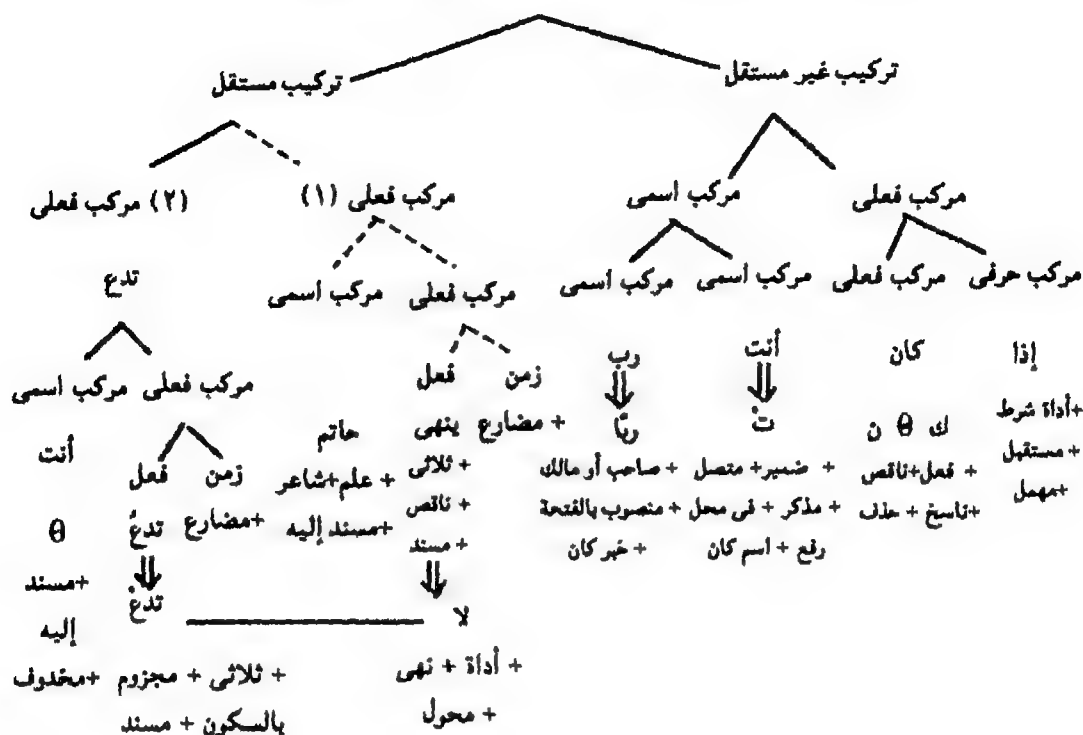 تركيب غير مستقل تركيب مستقل
مركب فعلى مركب اسمى مركب فعلى (١) (٢) مركب فعلى
مركب حرفى مركب فعلى مركب اسمى مركب اسمى مركب فعلى مركب اسمى تدع
إذا كان أنت رب زمن فعل مركب فعلى مركب اسمى
+أداة شرط ك θ ن تْ ربّا + مضارع ينهى حاتم زمن فعل أنت
+ مستقبل + فعل+ناقص + ضمير+ متصل + صاحب أو مالك + ثلاثى + علم+شاعر +مضارع تدعُ θ
+مهمل +ناسخ + حذف + مذكر + فى محل + منصوب بالفتحة + ناقص +مسند إليه +مسند
رفع + اسم كان + خبر كان + مسند تدعْ إليه
لا
+ أداة + نهى + ثلاثى + مجزوم +مخذوف
+ محول بالسكون + مسند